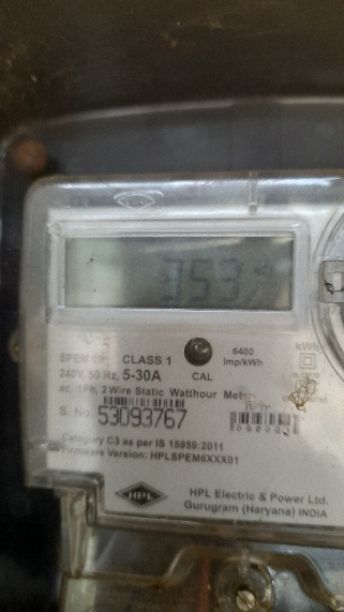 CLASS 1
6400
imp/kWh
kWh
240V, 50 Hz, 5-30A
CAL
ac, 1Ph, 2 Wire Static Watthour
S. No. 53093767
Category C3 as per IS 15959:2011
Firmware Version: HPLSPEM6XXX01
HPL
HPL Electric & Power Ltd.
Gurugram (Haryana) INDIA